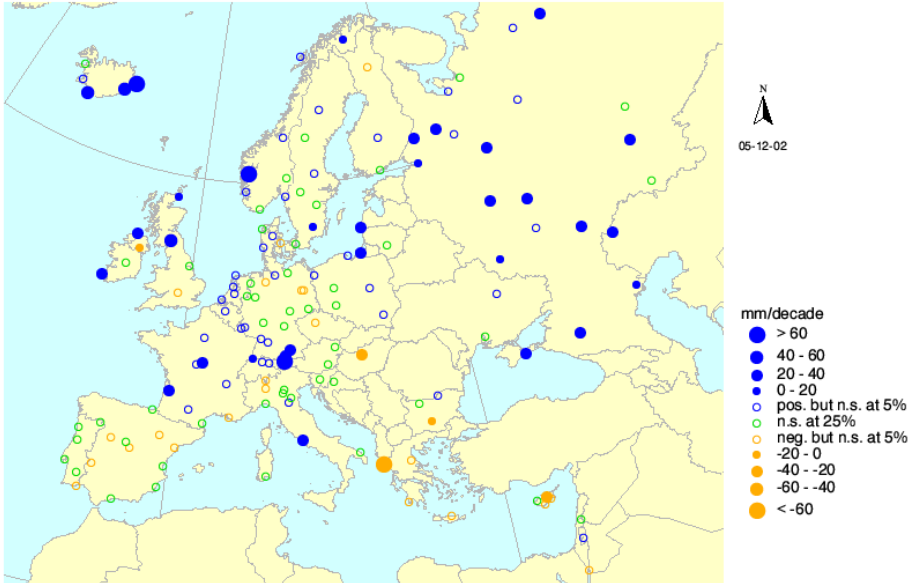 N
05-12-02
mm/decade
> 60
40 - 60
20 - 40
0 - 20
pos. but n.s. at 5%
n.s. at 25%
neg. but n.s. at 5%
-20 - 0
-40 - -20
-60 - -40
< -60